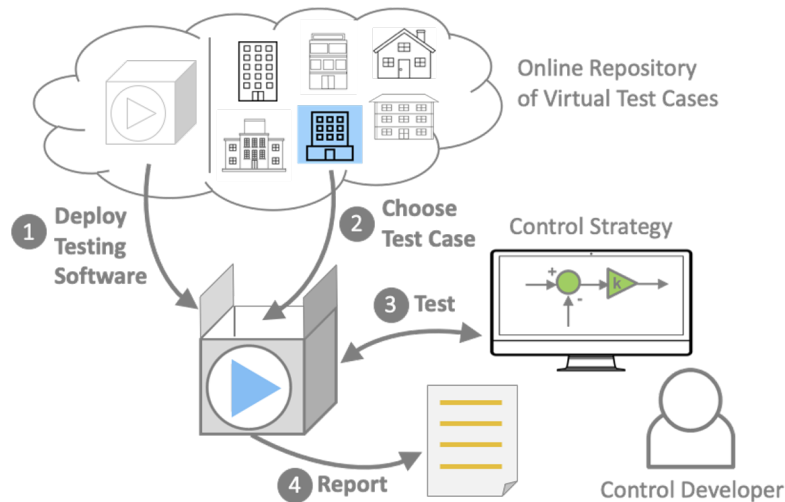 Online Repository
of Virtual Test Cases
1 Deploy
Testing
Software
2 Choose
Test Case
Control Strategy
+
k
-
3 Test
4 Report
Control Developer